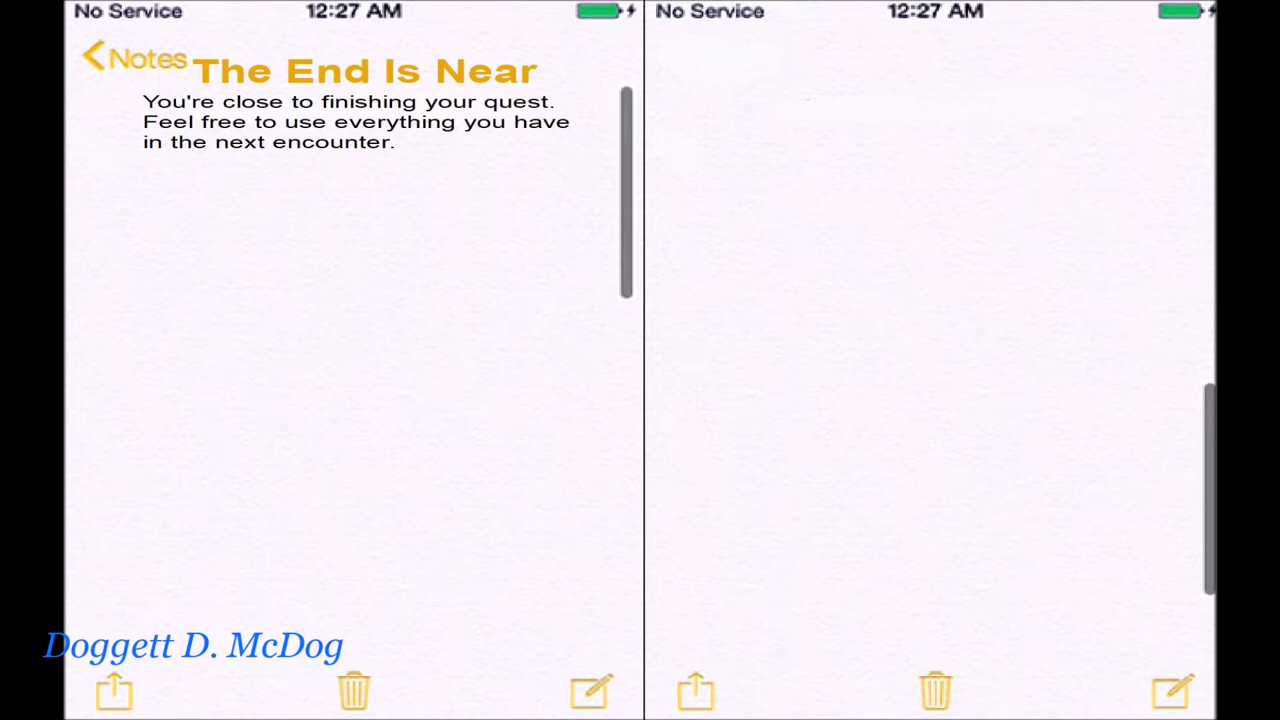 No Service 12:27 AM
Notes
The End Is Near
You're close to finishing your quest.
Feel free to use everything you have
in the next encounter.
Doggett D. McDog
No Service 12:27 AM